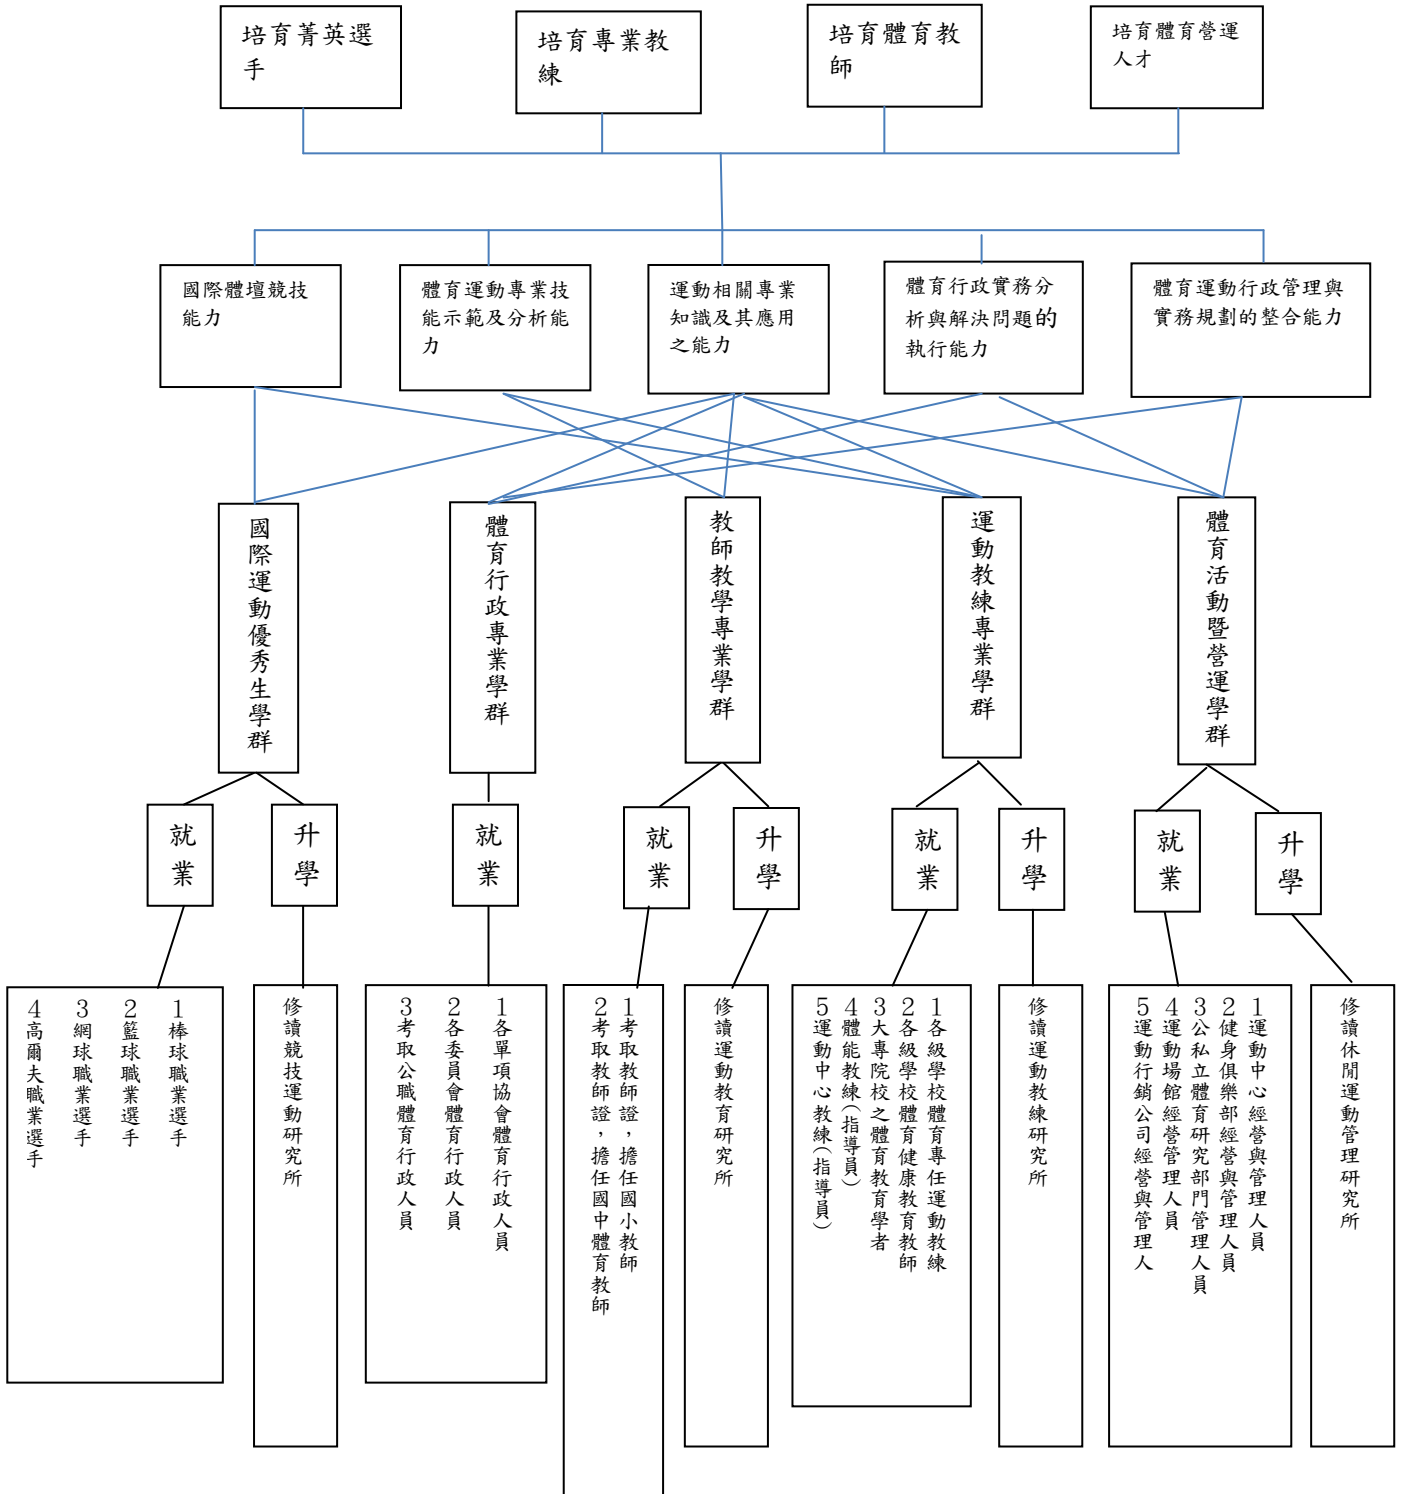 培育菁英選
手
培育專業教
練
培育體育教
師
培育體育營運
人才
國際體壇競技
能力
體育運動專業技
能示範及分析能
力
運動相關專業
知識及其應用
之能力
體育行政實務分
析與解決問題的
執行能力
體育運動行政管理與
實務規劃的整合能力
國際運動優秀生學群
體育行政專業學群
教師教學專業學群
運動教練專業學群
體育活動暨營運學群
就業
升學
就業
就業
升學
就業
升學
就業
升學
1棒球職業選手
2籃球職業選手
3網球職業選手
4高爾夫職業選手
修讀競技運動研究所
1各單項協會體育行政人員
2各委員會體育行政人員
3考取公職體育行政人員
1考取教師證，擔任國小教師
2考取教師證，擔任國中體育教師
修讀運動教育研究所
1各級學校體育專任運動教練
2各級學校體育健康教育教師
3大專院校之體育教育學者
4體能教練(指導員)
5運動中心教練(指導員)
修讀運動教練研究所
1運動中心經營與管理人員
2健身俱樂部經營與管理人員
3公私立體育研究部門管理人員
4運動場館經營管理人員
5運動行銷公司經營與管理人
修讀休閒運動管理研究所